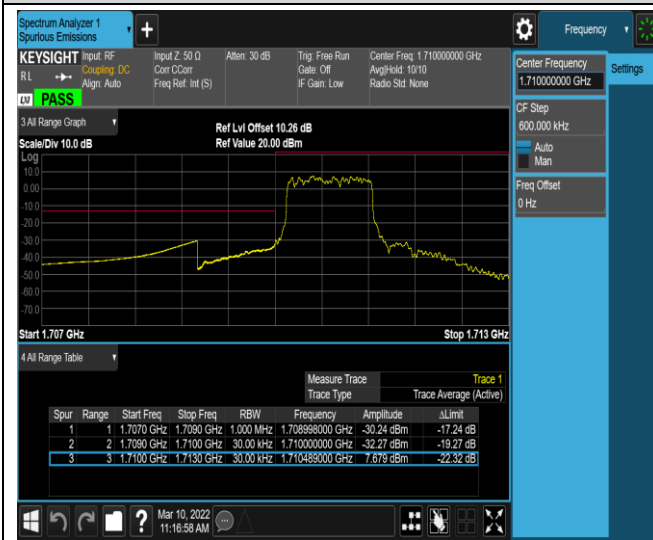 Spectrum Analyzer 1
Spurious Emissions
+
Frequency
KEYSIGHT Input: RF Input Z: 50 Ω Atten: 30 dB Trig: Free Run Center Freq: 1.710000000 GHz
RL Coupling: DC Corr CCorr Gate: Off Avg|Hold: 10/10
Align: Auto Freq Ref: Int (S) IF Gain: Low Radio Std: None
LXI PASS
Center Frequency
1.710000000 GHz
Settings
CF Step
600.000 kHz
Auto
Man
Freq Offset
0 Hz
3 All Range Graph
Ref Lvl Offset 10.26 dB
Scale/Div 10.0 dB Ref Value 20.00 dBm
Log
10.0
0.00
-10.0
-20.0
-30.0
-40.0
-50.0
-60.0
-70.0
Start 1.707 GHz Stop 1.713 GHz
4 All Range Table
Measure Trace Trace 1
Trace Type Trace Average (Active)
Spur Range Start Freq Stop Freq RBW Frequency Amplitude ΔLimit
1 1 1.7070 GHz 1.7090 GHz 1.000 MHz 1.708998000 GHz -30.24 dBm -17.24 dB
2 2 1.7090 GHz 1.7100 GHz 30.00 kHz 1.710000000 GHz -32.27 dBm -19.27 dB
3 3 1.7100 GHz 1.7130 GHz 30.00 kHz 1.710489000 GHz 7.679 dBm -22.32 dB
? Mar 10, 2022
11:16:58 AM